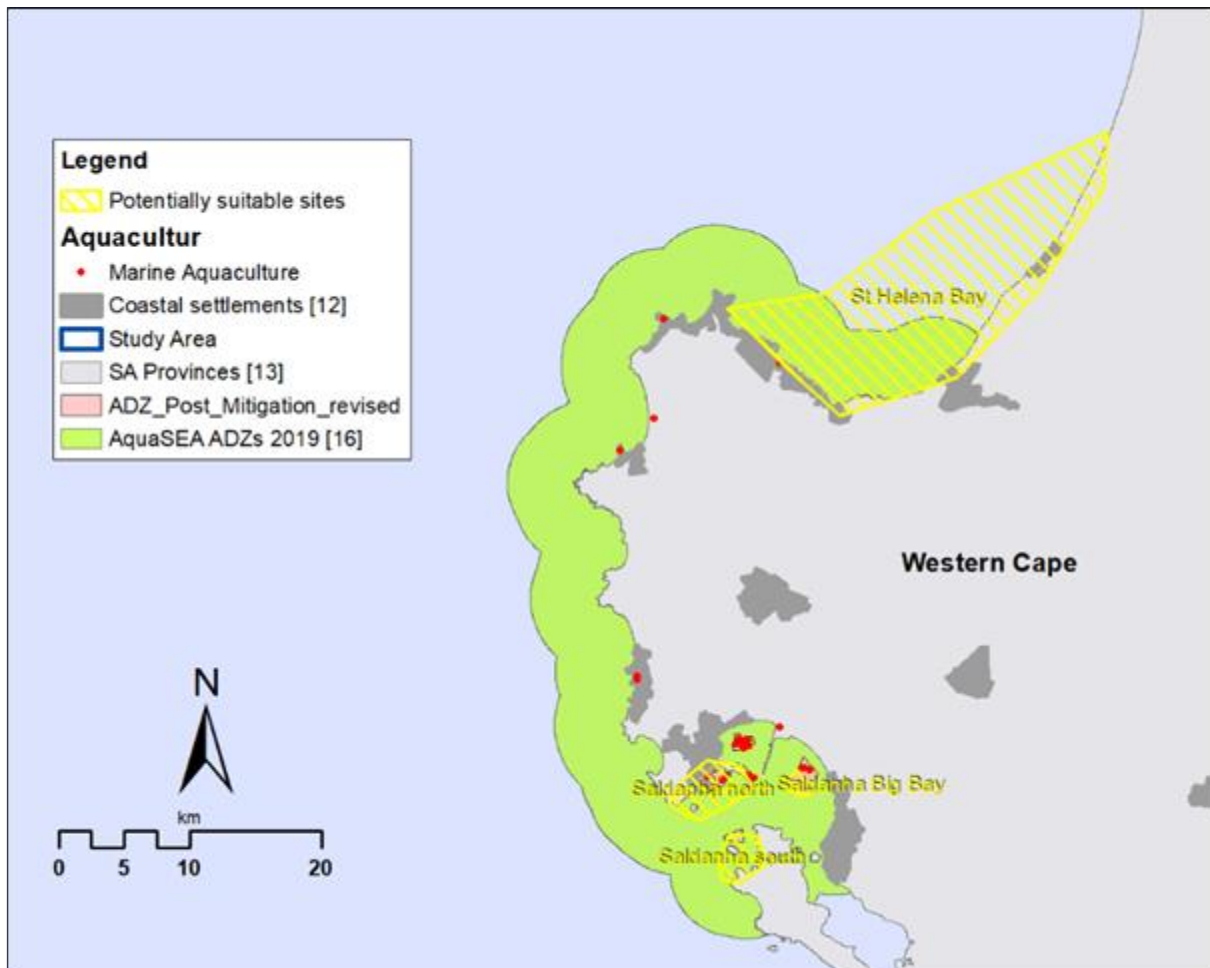 Legend
Potentially suitable sites
Aquacultur
Marine Aquaculture
Coastal settlements [12]
Study Area
SA Provinces [13]
ADZ_Post_Mitigation_revised
AquaSEA ADZs 2019 [16]
St Helena Bay
Western Cape
N
km
0 5 10 20
Saldanha north
Saldanha Big Bay
Saldanha south